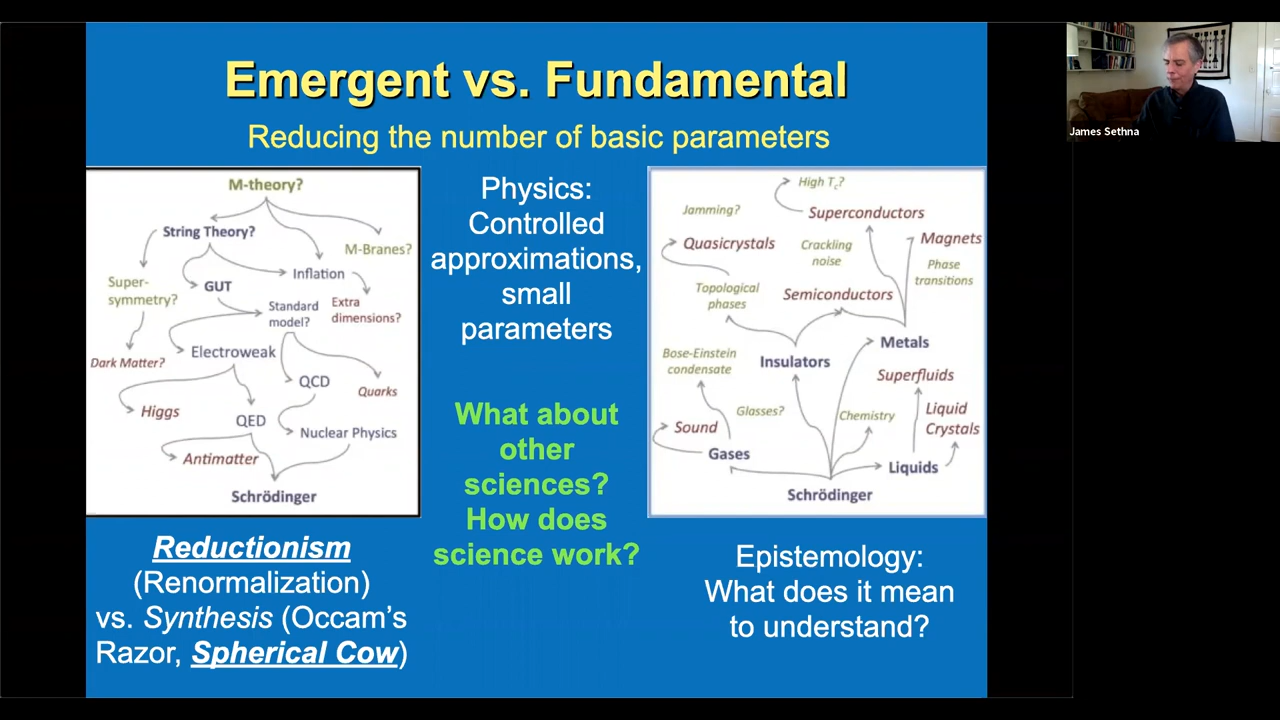 Emergent vs. Fundamental
Reducing the number of basic parameters
M-theory?
String Theory?
M-Branes?
Super-
symmetry?
GUT
Inflation
Standard
model?
Extra
dimensions?
Dark Matter?
Electroweak
QCD
Quarks
Higgs
QED
Nuclear Physics
Antimatter
Schrödinger
Physics:
Controlled
approximations,
small
parameters
What about
other
sciences?
How does
science work?
High Tc?
Jamming?
Superconductors
Quasicrystals
Crackling
noise
Magnets
Phase
transitions
Topological
phases
Semiconductors
Metals
Bose-Einstein
condensate
Insulators
Superfluids
Glasses?
Chemistry
Liquid
Crystals
Sound
Gases
Liquids
Schrödinger
Reductionism
(Renormalization)
vs. Synthesis (Occam's
Razor, Spherical Cow)
Epistemology:
What does it mean
to understand?
James Sethna